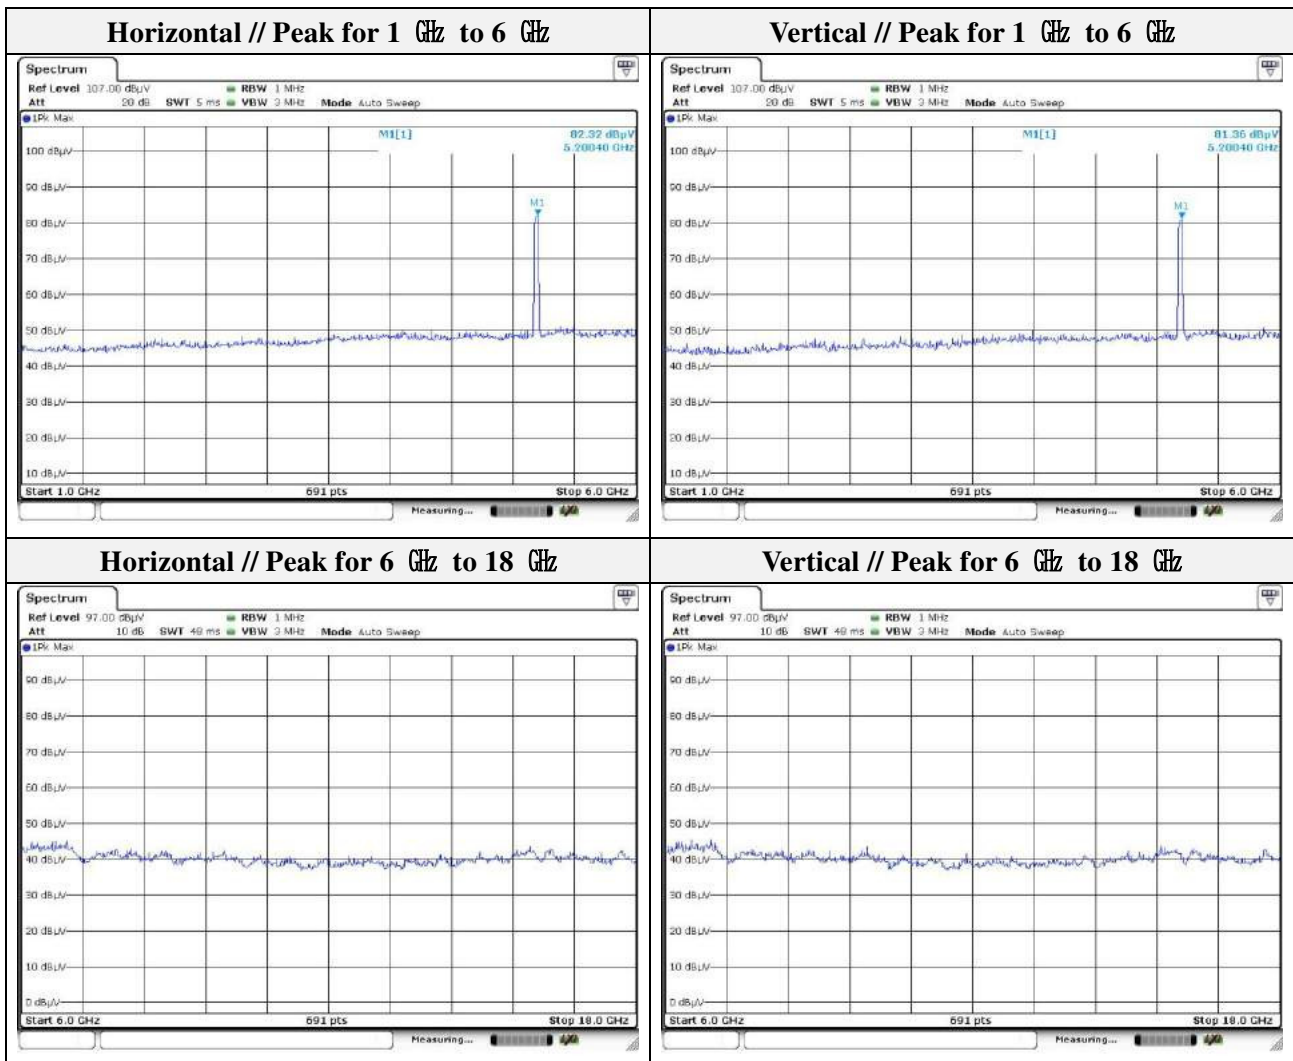 Horizontal // Peak for 1 ㎓ to 6 ㎓
Spectrum
Ref Level 107.00 dBµV RBW 1 MHz
Att 20 dB SWT 5 ms VBW 3 MHz Mode Auto Sweep
1Pk Max
M1[1] 82.32 dBµV
5.20040 GHz
100 dBµV
90 dBµV
M1
80 dBµV
70 dBµV
60 dBµV
50 dBµV
40 dBµV
30 dBµV
20 dBµV
10 dBµV
Start 1.0 GHz 691 pts Stop 6.0 GHz
Measuring...
Vertical // Peak for 1 ㎓ to 6 ㎓
Spectrum
Ref Level 107.00 dBµV RBW 1 MHz
Att 20 dB SWT 5 ms VBW 3 MHz Mode Auto Sweep
1Pk Max
M1[1] 81.36 dBµV
5.20040 GHz
100 dBµV
90 dBµV
M1
80 dBµV
70 dBµV
60 dBµV
50 dBµV
40 dBµV
30 dBµV
20 dBµV
10 dBµV
Start 1.0 GHz 691 pts Stop 6.0 GHz
Measuring...
Horizontal // Peak for 6 ㎓ to 18 ㎓
Spectrum
Ref Level 97.00 dBµV RBW 1 MHz
Att 10 dB SWT 48 ms VBW 3 MHz Mode Auto Sweep
1Pk Max
90 dBµV
80 dBµV
70 dBµV
60 dBµV
50 dBµV
40 dBµV
30 dBµV
20 dBµV
10 dBµV
0 dBµV
Start 6.0 GHz 691 pts Stop 18.0 GHz
Measuring...
Vertical // Peak for 6 ㎓ to 18 ㎓
Spectrum
Ref Level 97.00 dBµV RBW 1 MHz
Att 10 dB SWT 48 ms VBW 3 MHz Mode Auto Sweep
1Pk Max
90 dBµV
80 dBµV
70 dBµV
60 dBµV
50 dBµV
40 dBµV
30 dBµV
20 dBµV
10 dBµV
0 dBµV
Start 6.0 GHz 691 pts Stop 18.0 GHz
Measuring...